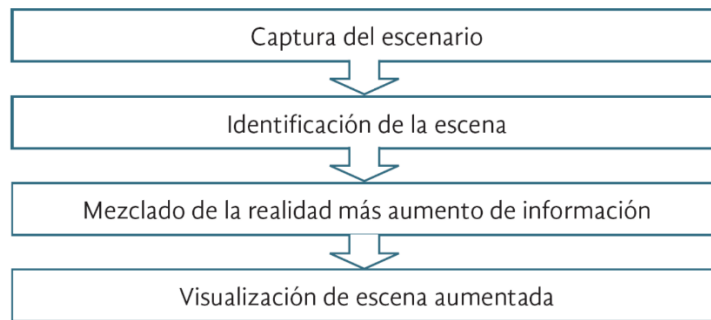 Captura del escenario
Identificación de la escena
Mezclado de la realidad más aumento de información
Visualización de escena aumentada